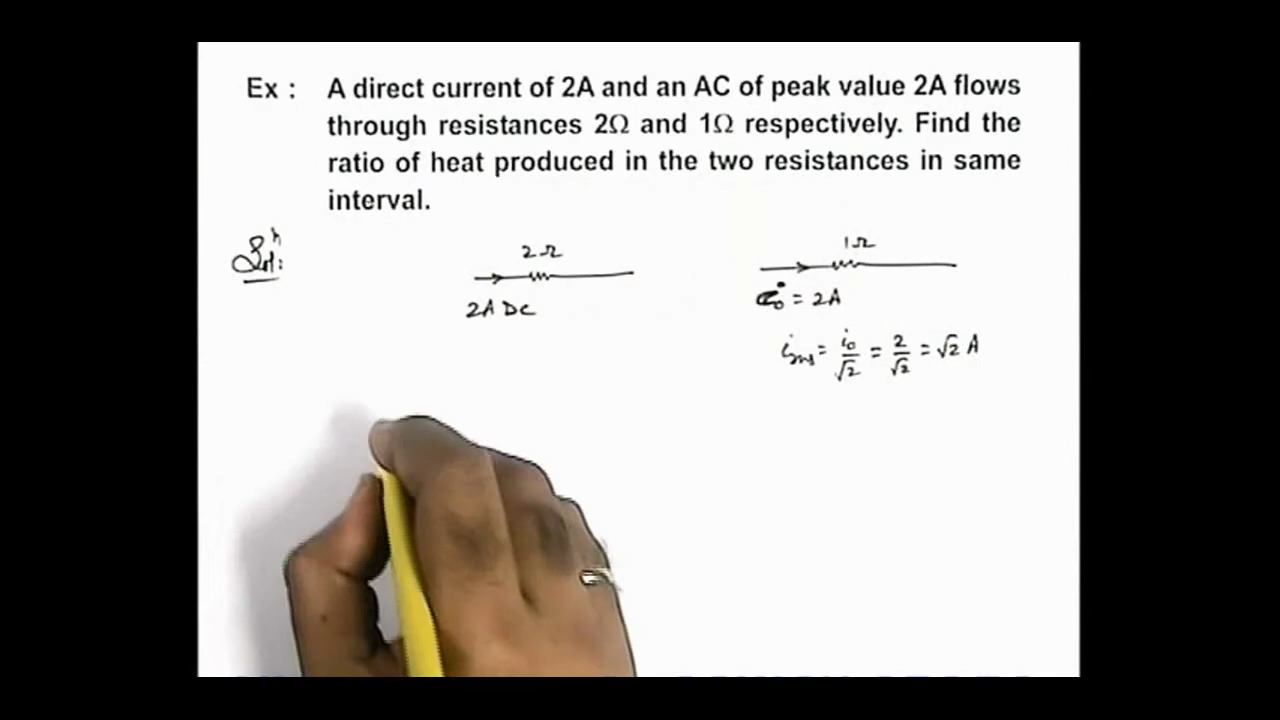 Ex : A direct current of 2A and an AC of peak value 2A flows
through resistances 2Ω and 1Ω respectively. Find the
ratio of heat produced in the two resistances in same
interval.
Solⁿ:
2Ω
2A DC
1Ω
i₀ = 2A
i_rms = i₀/√2 = 2/√2 = √2 A